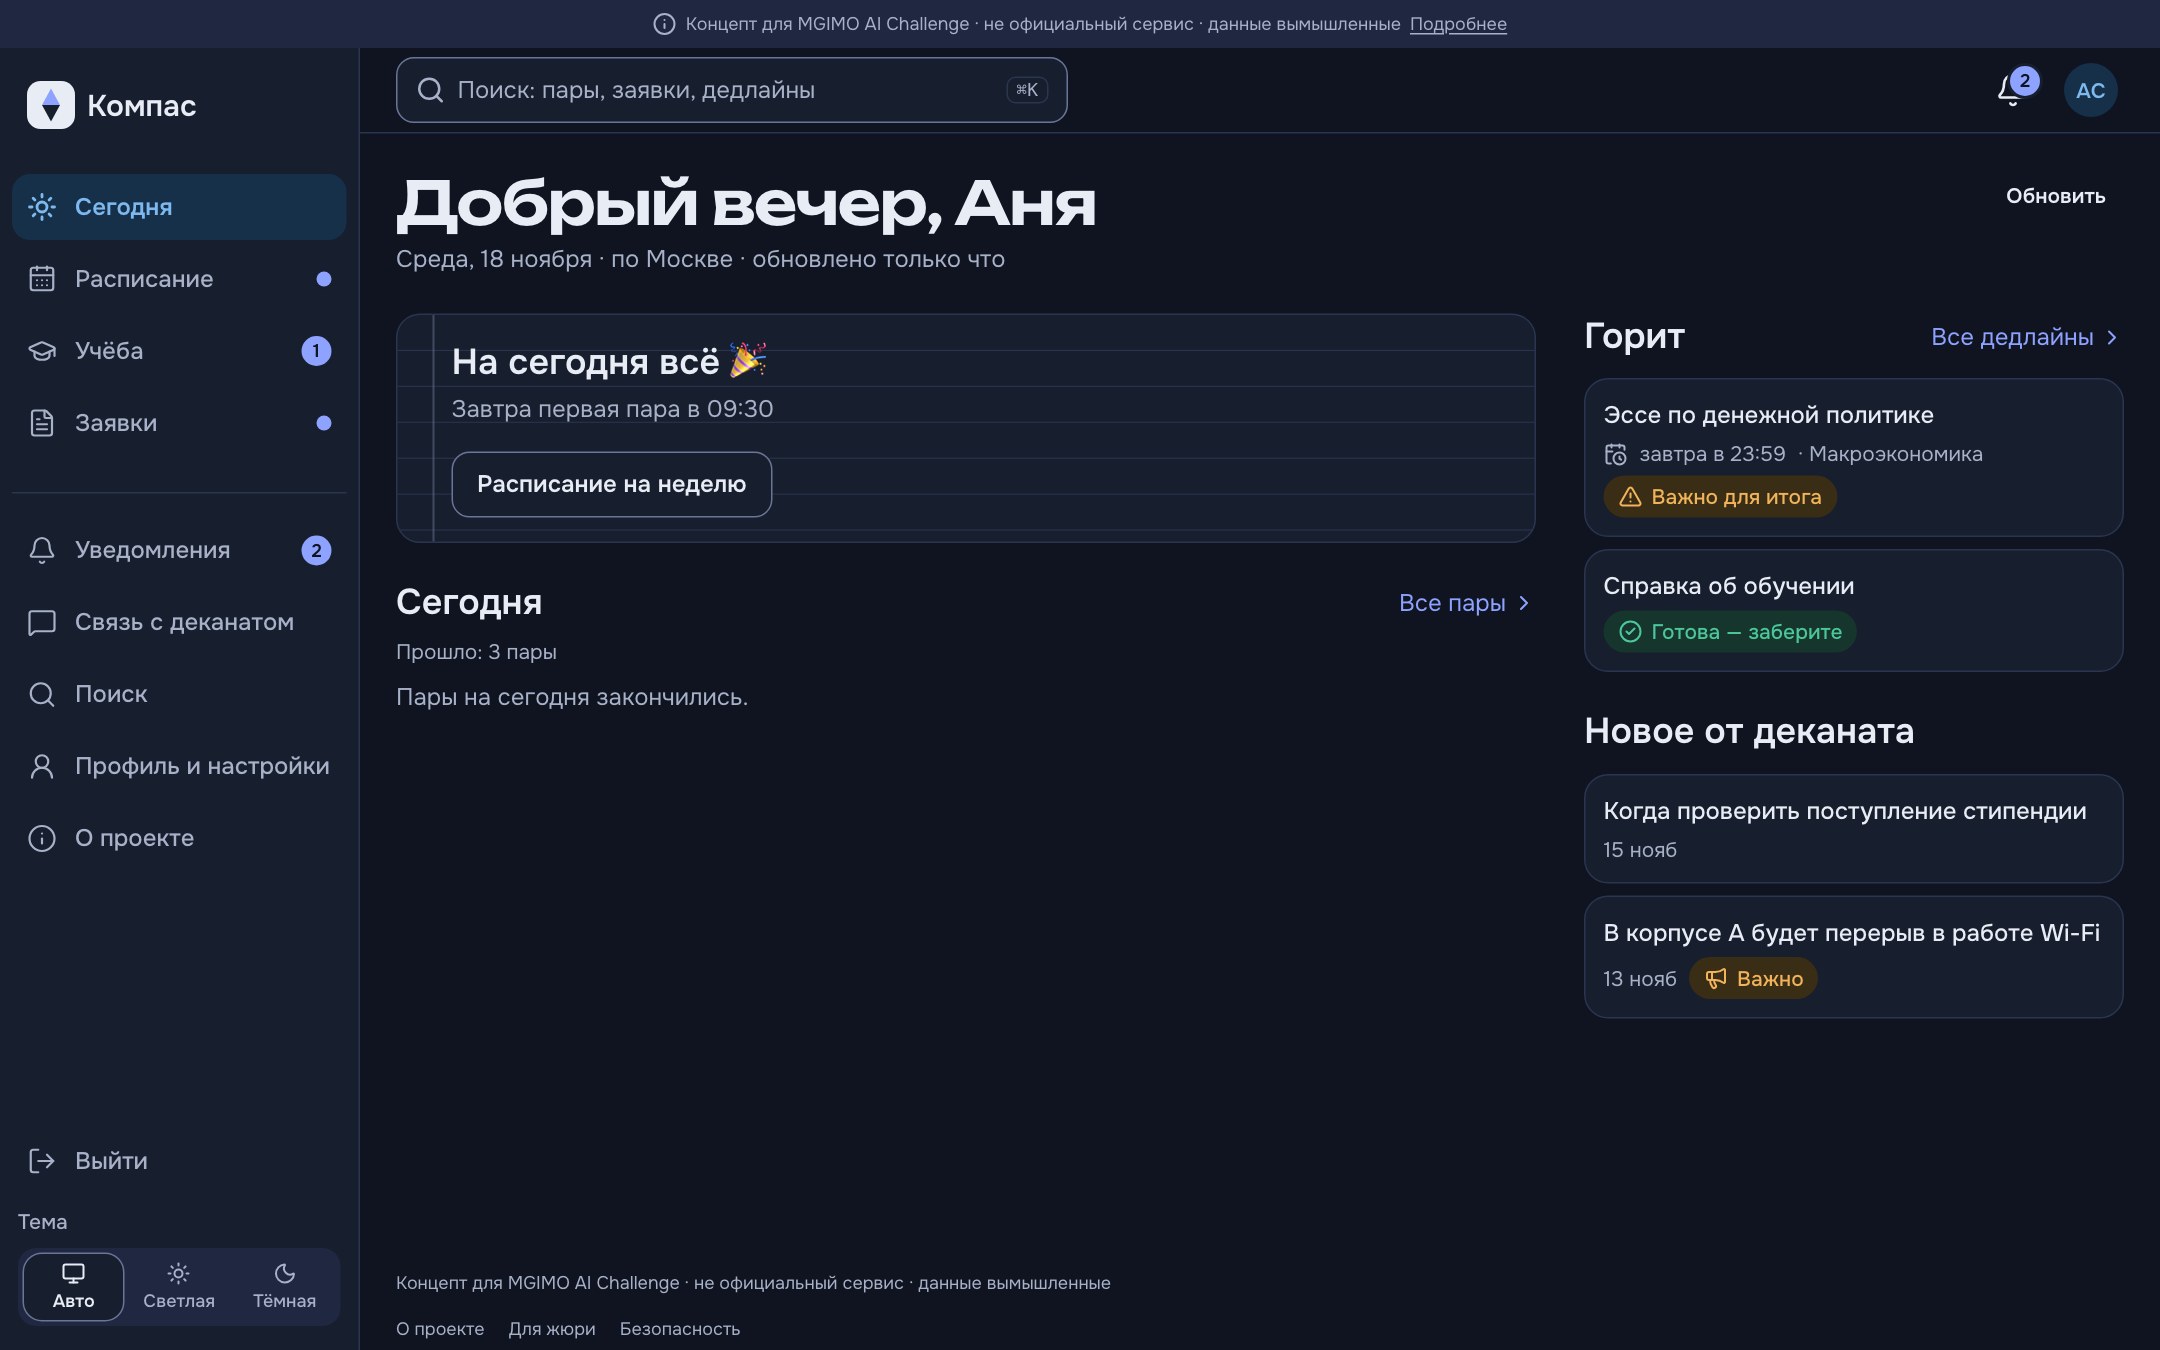 Концепт для MGIMO AI Challenge · не официальный сервис · данные вымышленные Подробнее
Компас
Поиск: пары, заявки, дедлайны
⌘K
2
АС
Сегодня
Расписание
Учёба
1
Заявки
Уведомления
2
Связь с деканатом
Поиск
Профиль и настройки
О проекте
Выйти
Тема
Авто
Светлая
Тёмная
Добрый вечер, Аня
Обновить
Среда, 18 ноября · по Москве · обновлено только что
На сегодня всё 🎉
Завтра первая пара в 09:30
Расписание на неделю
Сегодня
Все пары
Прошло: 3 пары
Пары на сегодня закончились.
Горит
Все дедлайны
Эссе по денежной политике
завтра в 23:59 · Макроэкономика
Важно для итога
Справка об обучении
Готова — заберите
Новое от деканата
Когда проверить поступление стипендии
15 нояб
В корпусе А будет перерыв в работе Wi-Fi
13 нояб
Важно
Концепт для MGIMO AI Challenge · не официальный сервис · данные вымышленные
О проекте
Для жюри
Безопасность